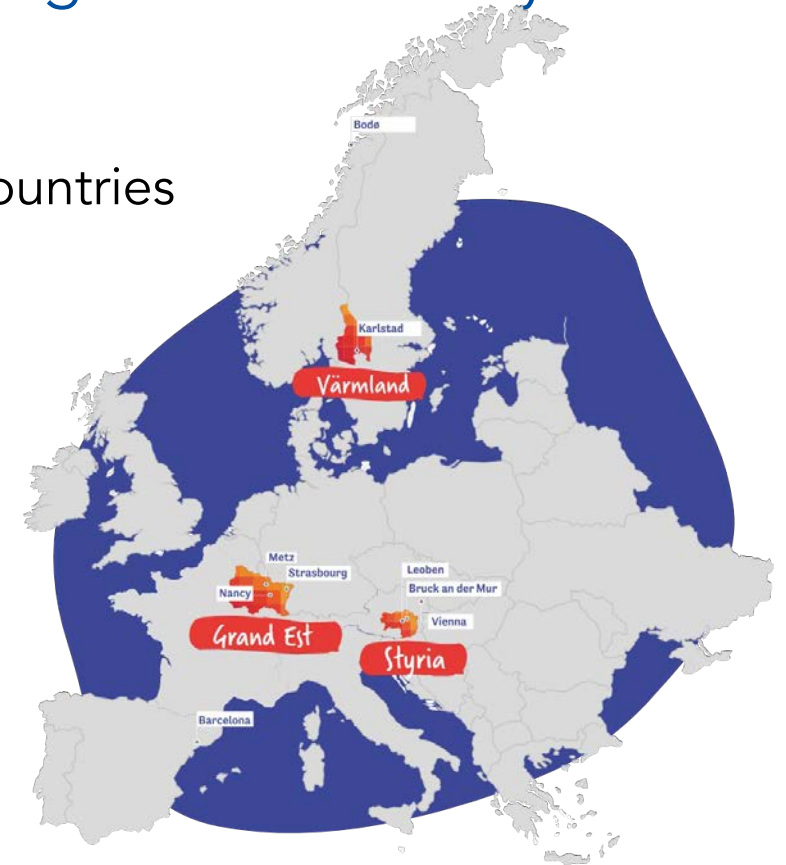 Bodø
ountries
Karlstad
Värmland
Metz
Strasbourg
Nancy
Grand Est
Leoben
Bruck an der Mur
Vienna
Styria
Barcelona